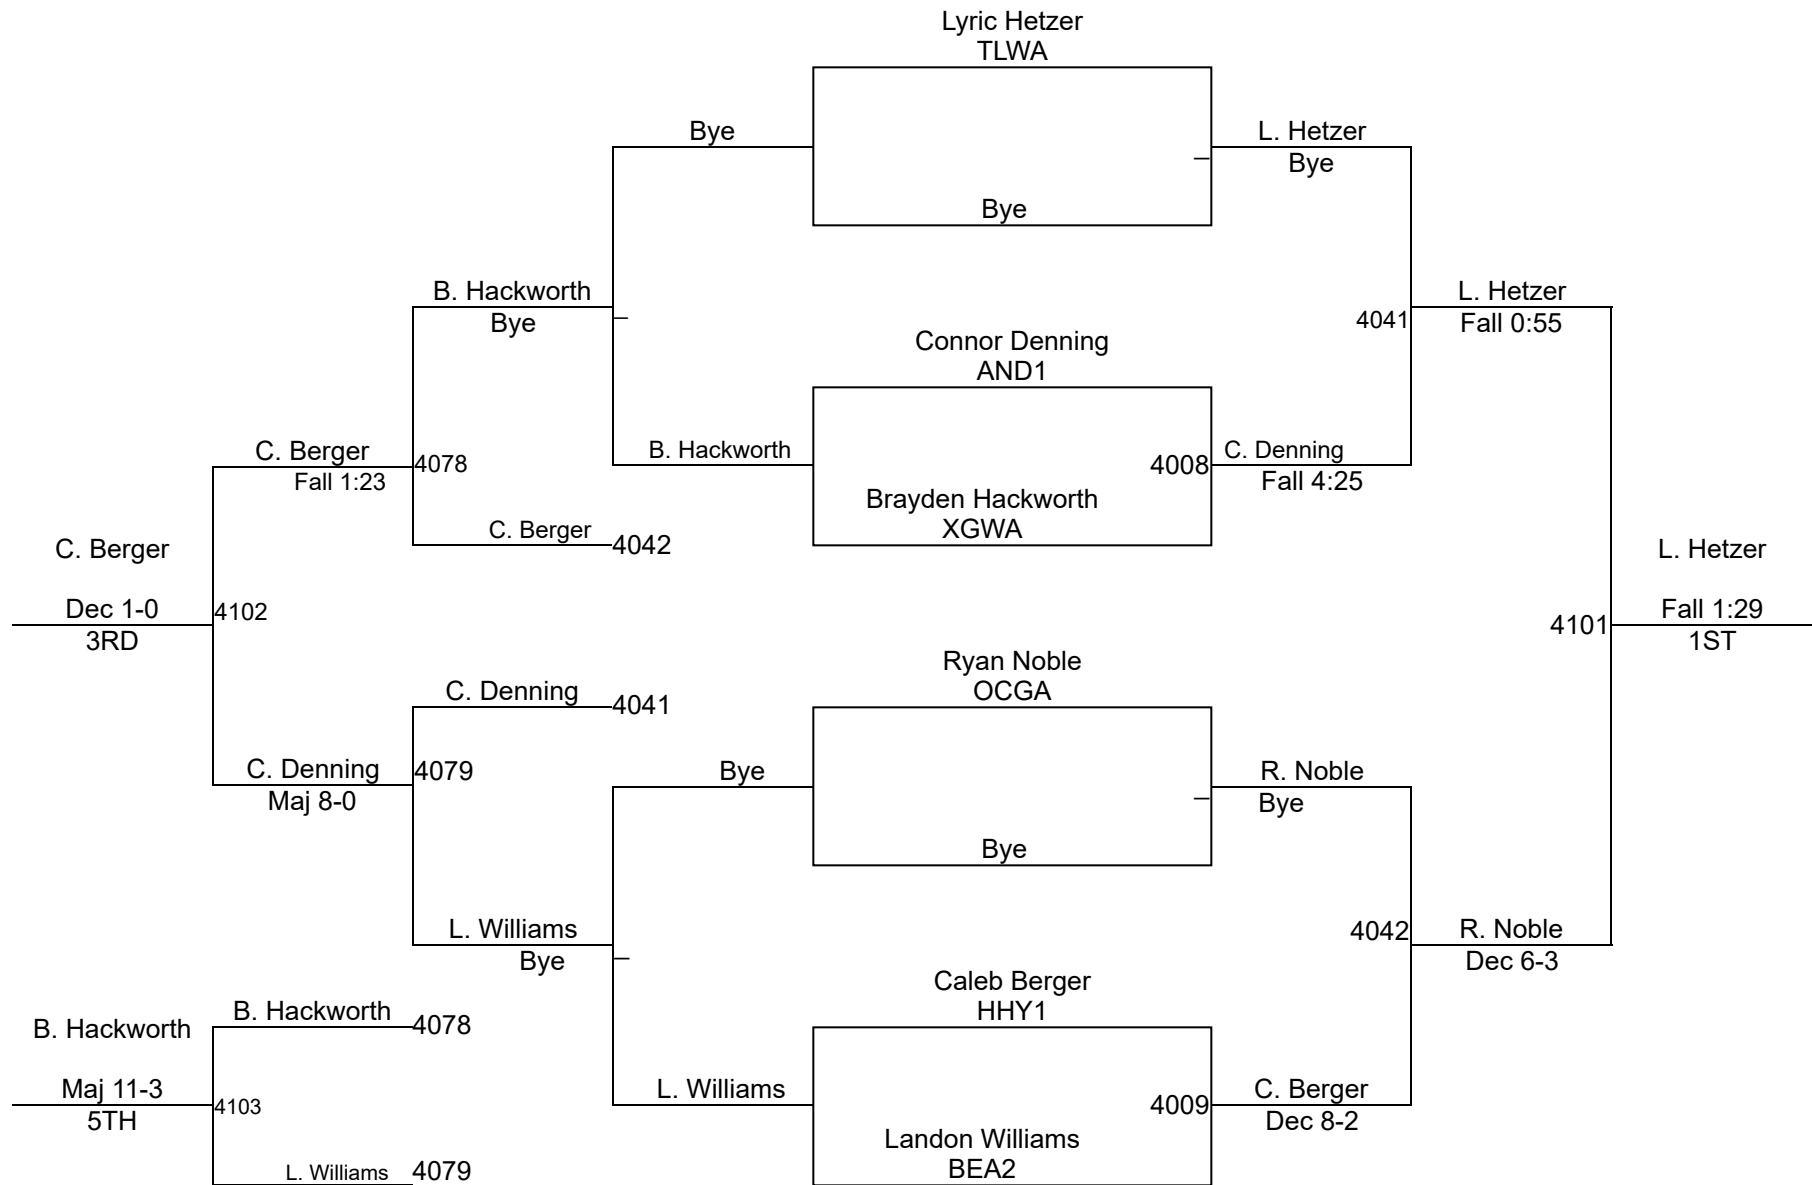 Lyric Hetzer
TLWA
Bye
L. Hetzer
Bye
Bye
B. Hackworth
Bye
L. Hetzer
Fall 0:55
4041
Connor Denning
AND1
C. Berger
Fall 1:23
4078
B. Hackworth
4008
C. Denning
Fall 4:25
Brayden Hackworth
XGWA
C. Berger
4042
C. Berger
Dec 1-0
3RD
4102
L. Hetzer
Fall 1:29
1ST
4101
Ryan Noble
OCGA
C. Denning
4041
C. Denning
Maj 8-0
4079
Bye
R. Noble
Bye
Bye
L. Williams
Bye
4042
R. Noble
Dec 6-3
Caleb Berger
HHY1
B. Hackworth
B. Hackworth
4078
Maj 11-3
5TH
4103
L. Williams
4009
C. Berger
Dec 8-2
Landon Williams
BEA2
L. Williams
4079